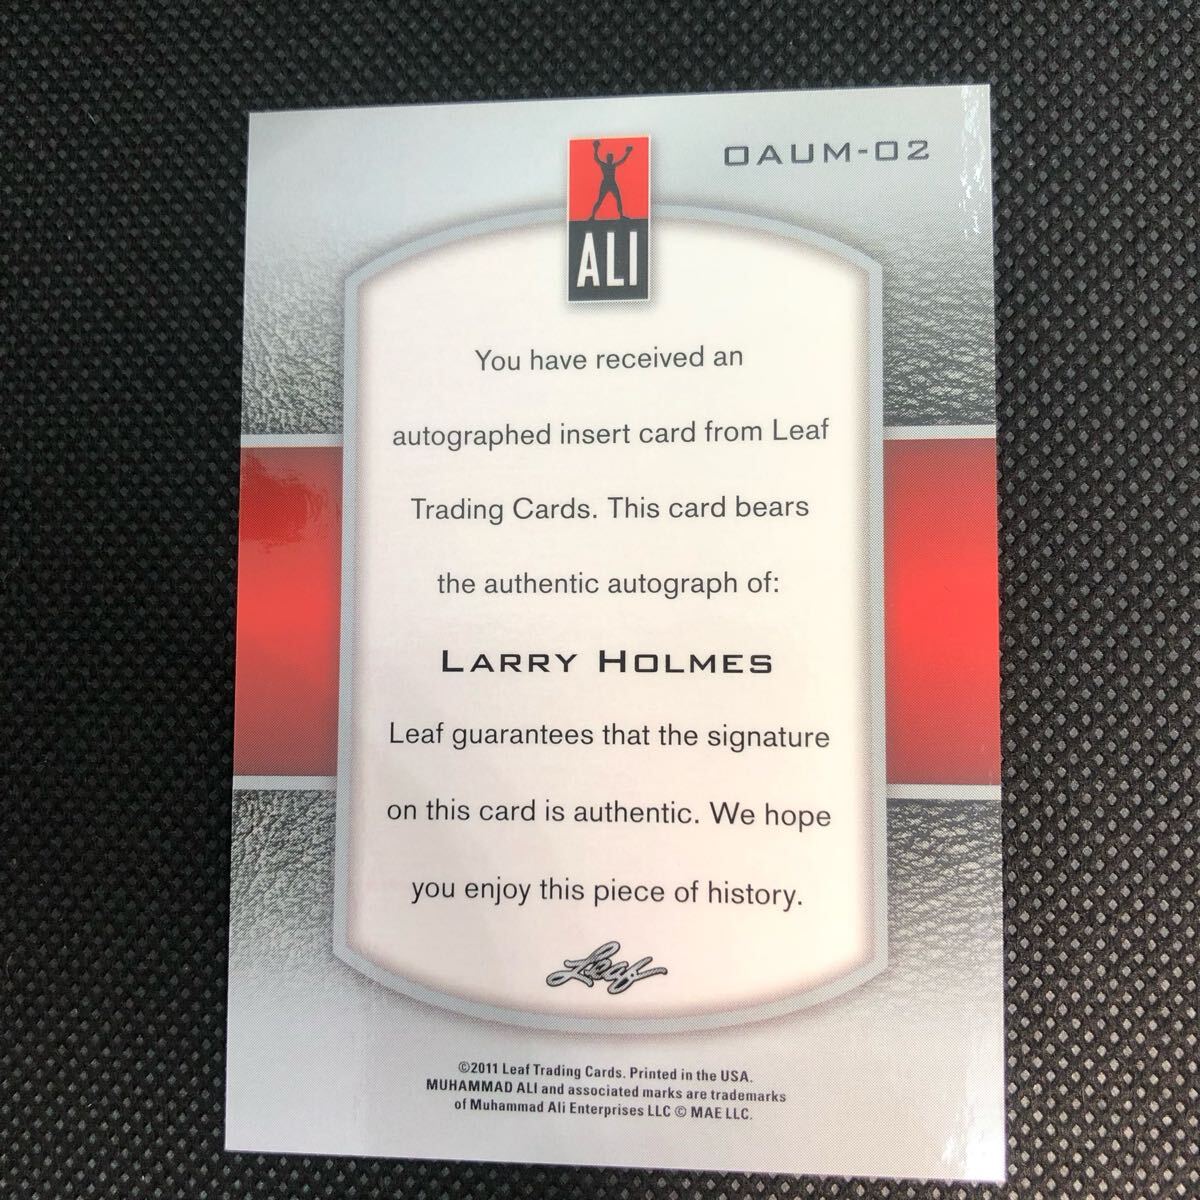 OAUM-02
ALI
You have received an
autographed insert card from Leaf
Trading Cards. This card bears
the authentic autograph of:
LARRY HOLMES
Leaf guarantees that the signature
on this card is authentic. We hope
you enjoy this piece of history.
Leaf
©2011 Leaf Trading Cards. Printed in the USA.
MUHAMMAD ALI and associated marks are trademarks
of Muhammad Ali Enterprises LLC © MAE LLC.